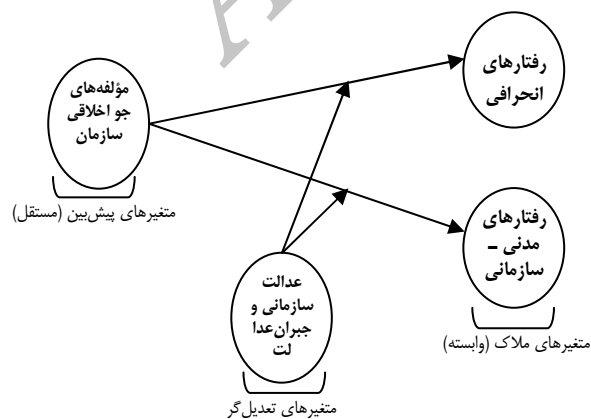 رفتارهای
انحرافی
مؤلفه‌های
جو اخلاقی
سازمان
متغیرهای پیش‌بین (مستقل)
رفتارهای
مدنی ـ
سازمانی
متغیرهای ملاک (وابسته)
عدالت
سازمانی و
جبران‌عدا
لت
متغیرهای تعدیل‌گر